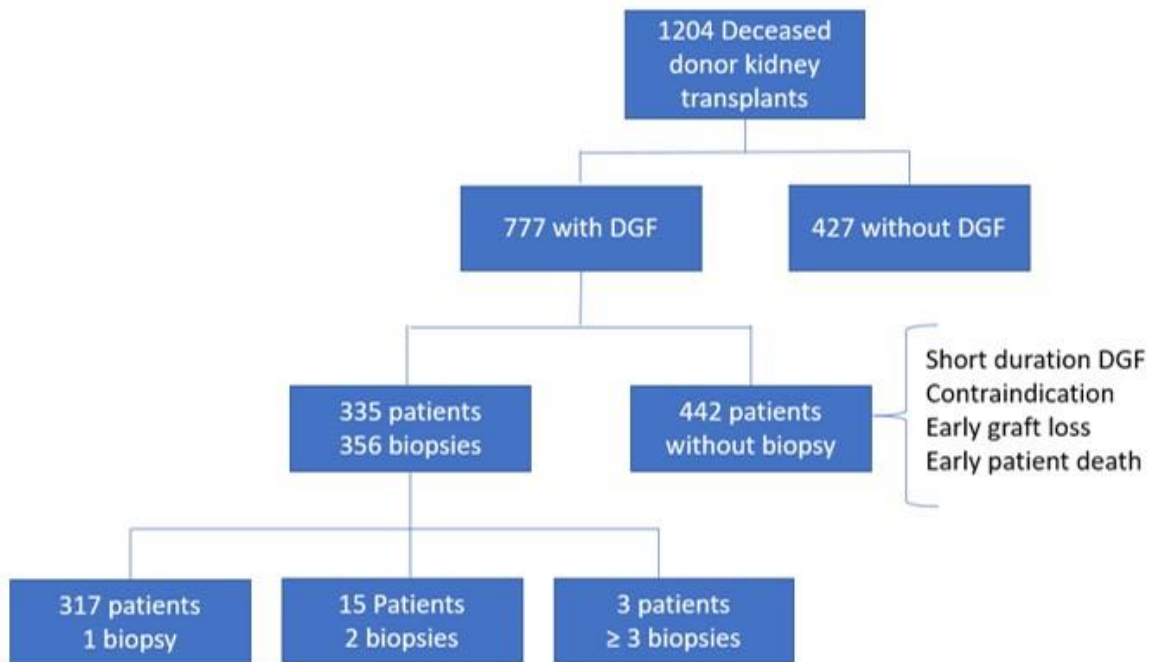 1204 Deceased
donor kidney
transplants
777 with DGF
427 without DGF
335 patients
356 biopsies
442 patients
without biopsy
Short duration DGF
Contraindication
Early graft loss
Early patient death
317 patients
1 biopsy
15 Patients
2 biopsies
3 patients
≥ 3 biopsies